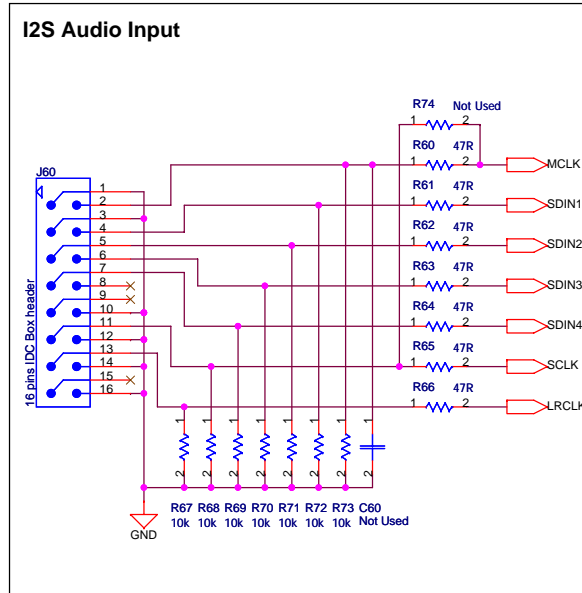 I2S Audio Input
R74 Not Used
1 2
R60 47R
1 2 MCLK
R61 47R
1 2 SDIN1
R62 47R
1 2 SDIN2
R63 47R
1 2 SDIN3
R64 47R
1 2 SDIN4
R65 47R
1 2 SCLK
R66 47R
1 2 LRCLK
J60
1
2
3
4
5
6
7
8
9
10
11
12
13
14
15
16
16 pins IDC Box header
1 1 1 1 1 1 1 1
2 2 2 2 2 2 2 2
R67 R68 R69 R70 R71 R72 R73 C60
10k 10k 10k 10k 10k 10k 10k Not Used
GND